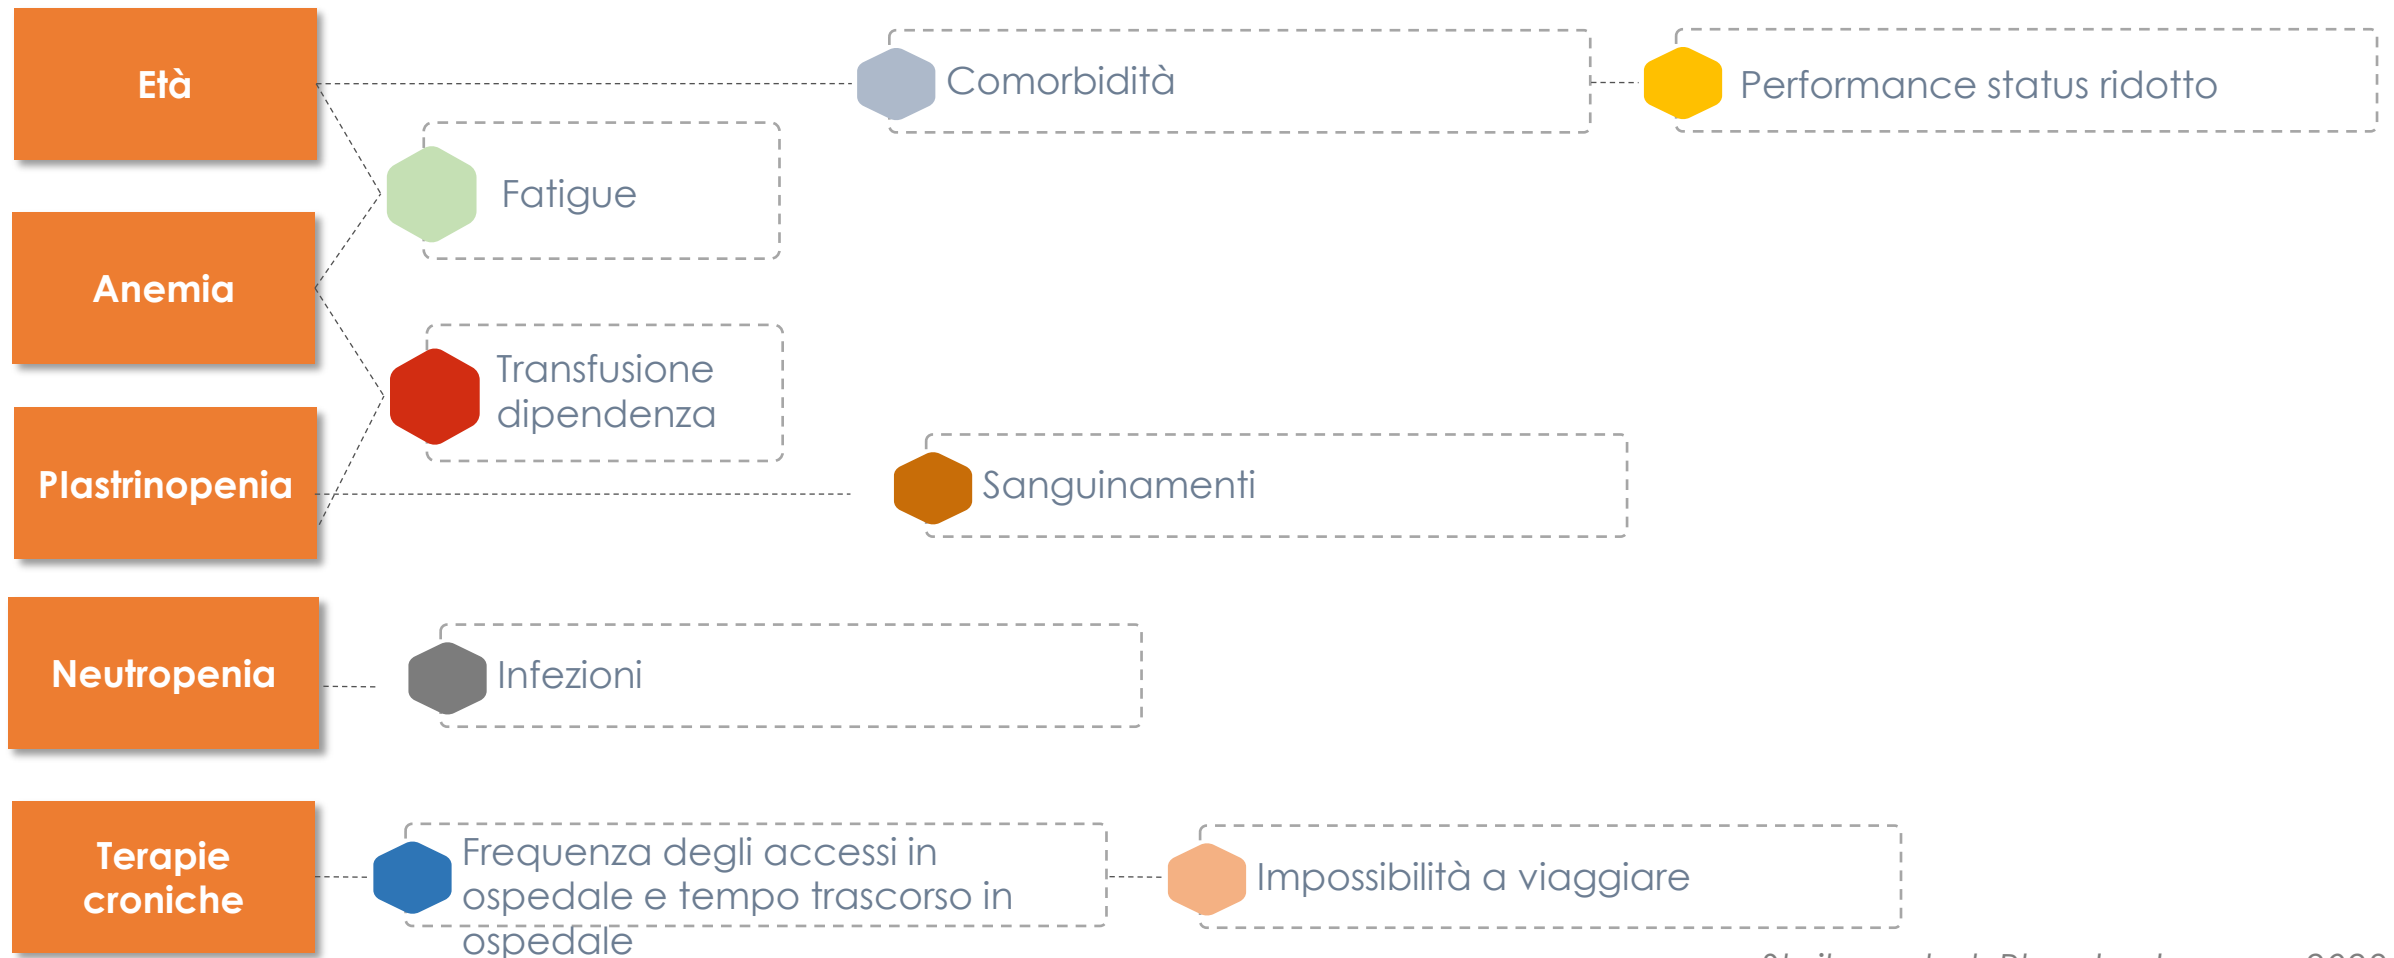 Età
Comorbidità
Performance status ridotto
Fatigue
Anemia
Transfusione
dipendenza
PIastrinopenia
Sanguinamenti
Neutropenia
Infezioni
Terapie
croniche
Frequenza degli accessi in
ospedale e tempo trascorso in
ospedale
Impossibilità a viaggiare